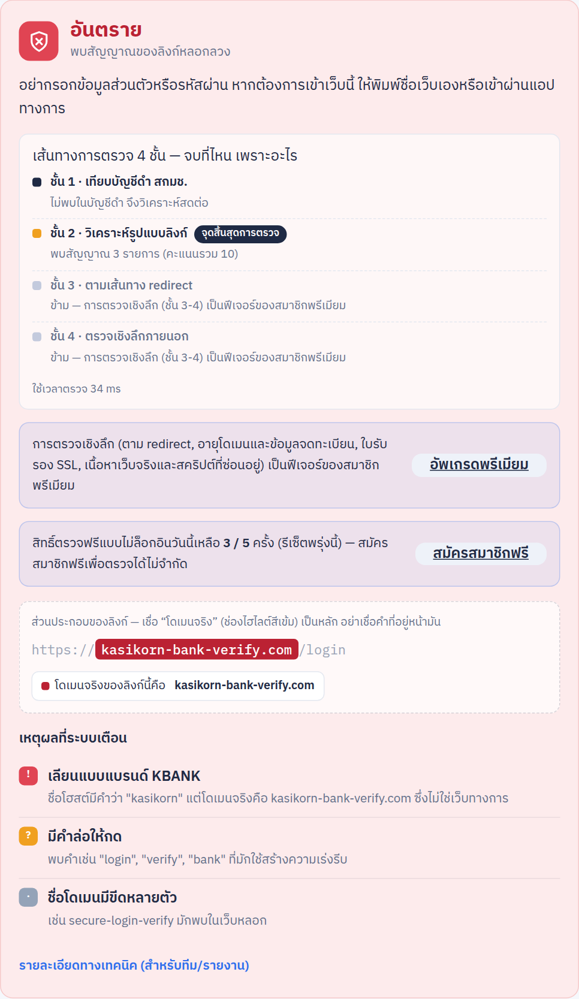 อันตราย
พบสัญญาณของลิงก์หลอกลวง
อย่ากรอกข้อมูลส่วนตัวหรือรหัสผ่าน หากต้องการเข้าเว็บนี้ ให้พิมพ์ชื่อเว็บเองหรือเข้าผ่านแอป
ทางการ
เส้นทางการตรวจ 4 ชั้น — จบที่ไหน เพราะอะไร
ชั้น 1 · เทียบบัญชีดำ สกมช.
ไม่พบในบัญชีดำ จึงวิเคราะห์สดต่อ
ชั้น 2 · วิเคราะห์รูปแบบลิงก์ จุดสิ้นสุดการตรวจ
พบสัญญาณ 3 รายการ (คะแนนรวม 10)
ชั้น 3 · ตามเส้นทาง redirect
ข้าม — การตรวจเชิงลึก (ชั้น 3-4) เป็นฟีเจอร์ของสมาชิกพรีเมียม
ชั้น 4 · ตรวจเชิงลึกภายนอก
ข้าม — การตรวจเชิงลึก (ชั้น 3-4) เป็นฟีเจอร์ของสมาชิกพรีเมียม
ใช้เวลาตรวจ 34 ms
การตรวจเชิงลึก (ตาม redirect, อายุโดเมนและข้อมูลจดทะเบียน, ใบรับ
รอง SSL, เนื้อหาเว็บจริงและสคริปต์ที่ซ่อนอยู่) เป็นฟีเจอร์ของสมาชิก
พรีเมียม
อัพเกรดพรีเมียม
สิทธิ์ตรวจฟรีแบบไม่ล็อกอินวันนี้เหลือ 3 / 5 ครั้ง (รีเซ็ตพรุ่งนี้) — สมัคร
สมาชิกฟรีเพื่อตรวจได้ไม่จำกัด
สมัครสมาชิกฟรี
ส่วนประกอบของลิงก์ — เชื่อ “โดเมนจริง” (ช่องไฮไลต์สีเข้ม) เป็นหลัก อย่าเชื่อคำที่อยู่หน้ามัน
https://kasikorn-bank-verify.com/login
โดเมนจริงของลิงก์นี้คือ kasikorn-bank-verify.com
เหตุผลที่ระบบเตือน
! เลียนแบบแบรนด์ KBANK
ชื่อโฮสต์มีคำว่า "kasikorn" แต่โดเมนจริงคือ kasikorn-bank-verify.com ซึ่งไม่ใช่เว็บทางการ
? มีคำล่อให้กด
พบคำเช่น "login", "verify", "bank" ที่มักใช้สร้างความเร่งรีบ
· ชื่อโดเมนมีขีดหลายตัว
เช่น secure-login-verify มักพบในเว็บหลอก
รายละเอียดทางเทคนิค (สำหรับทีม/รายงาน)